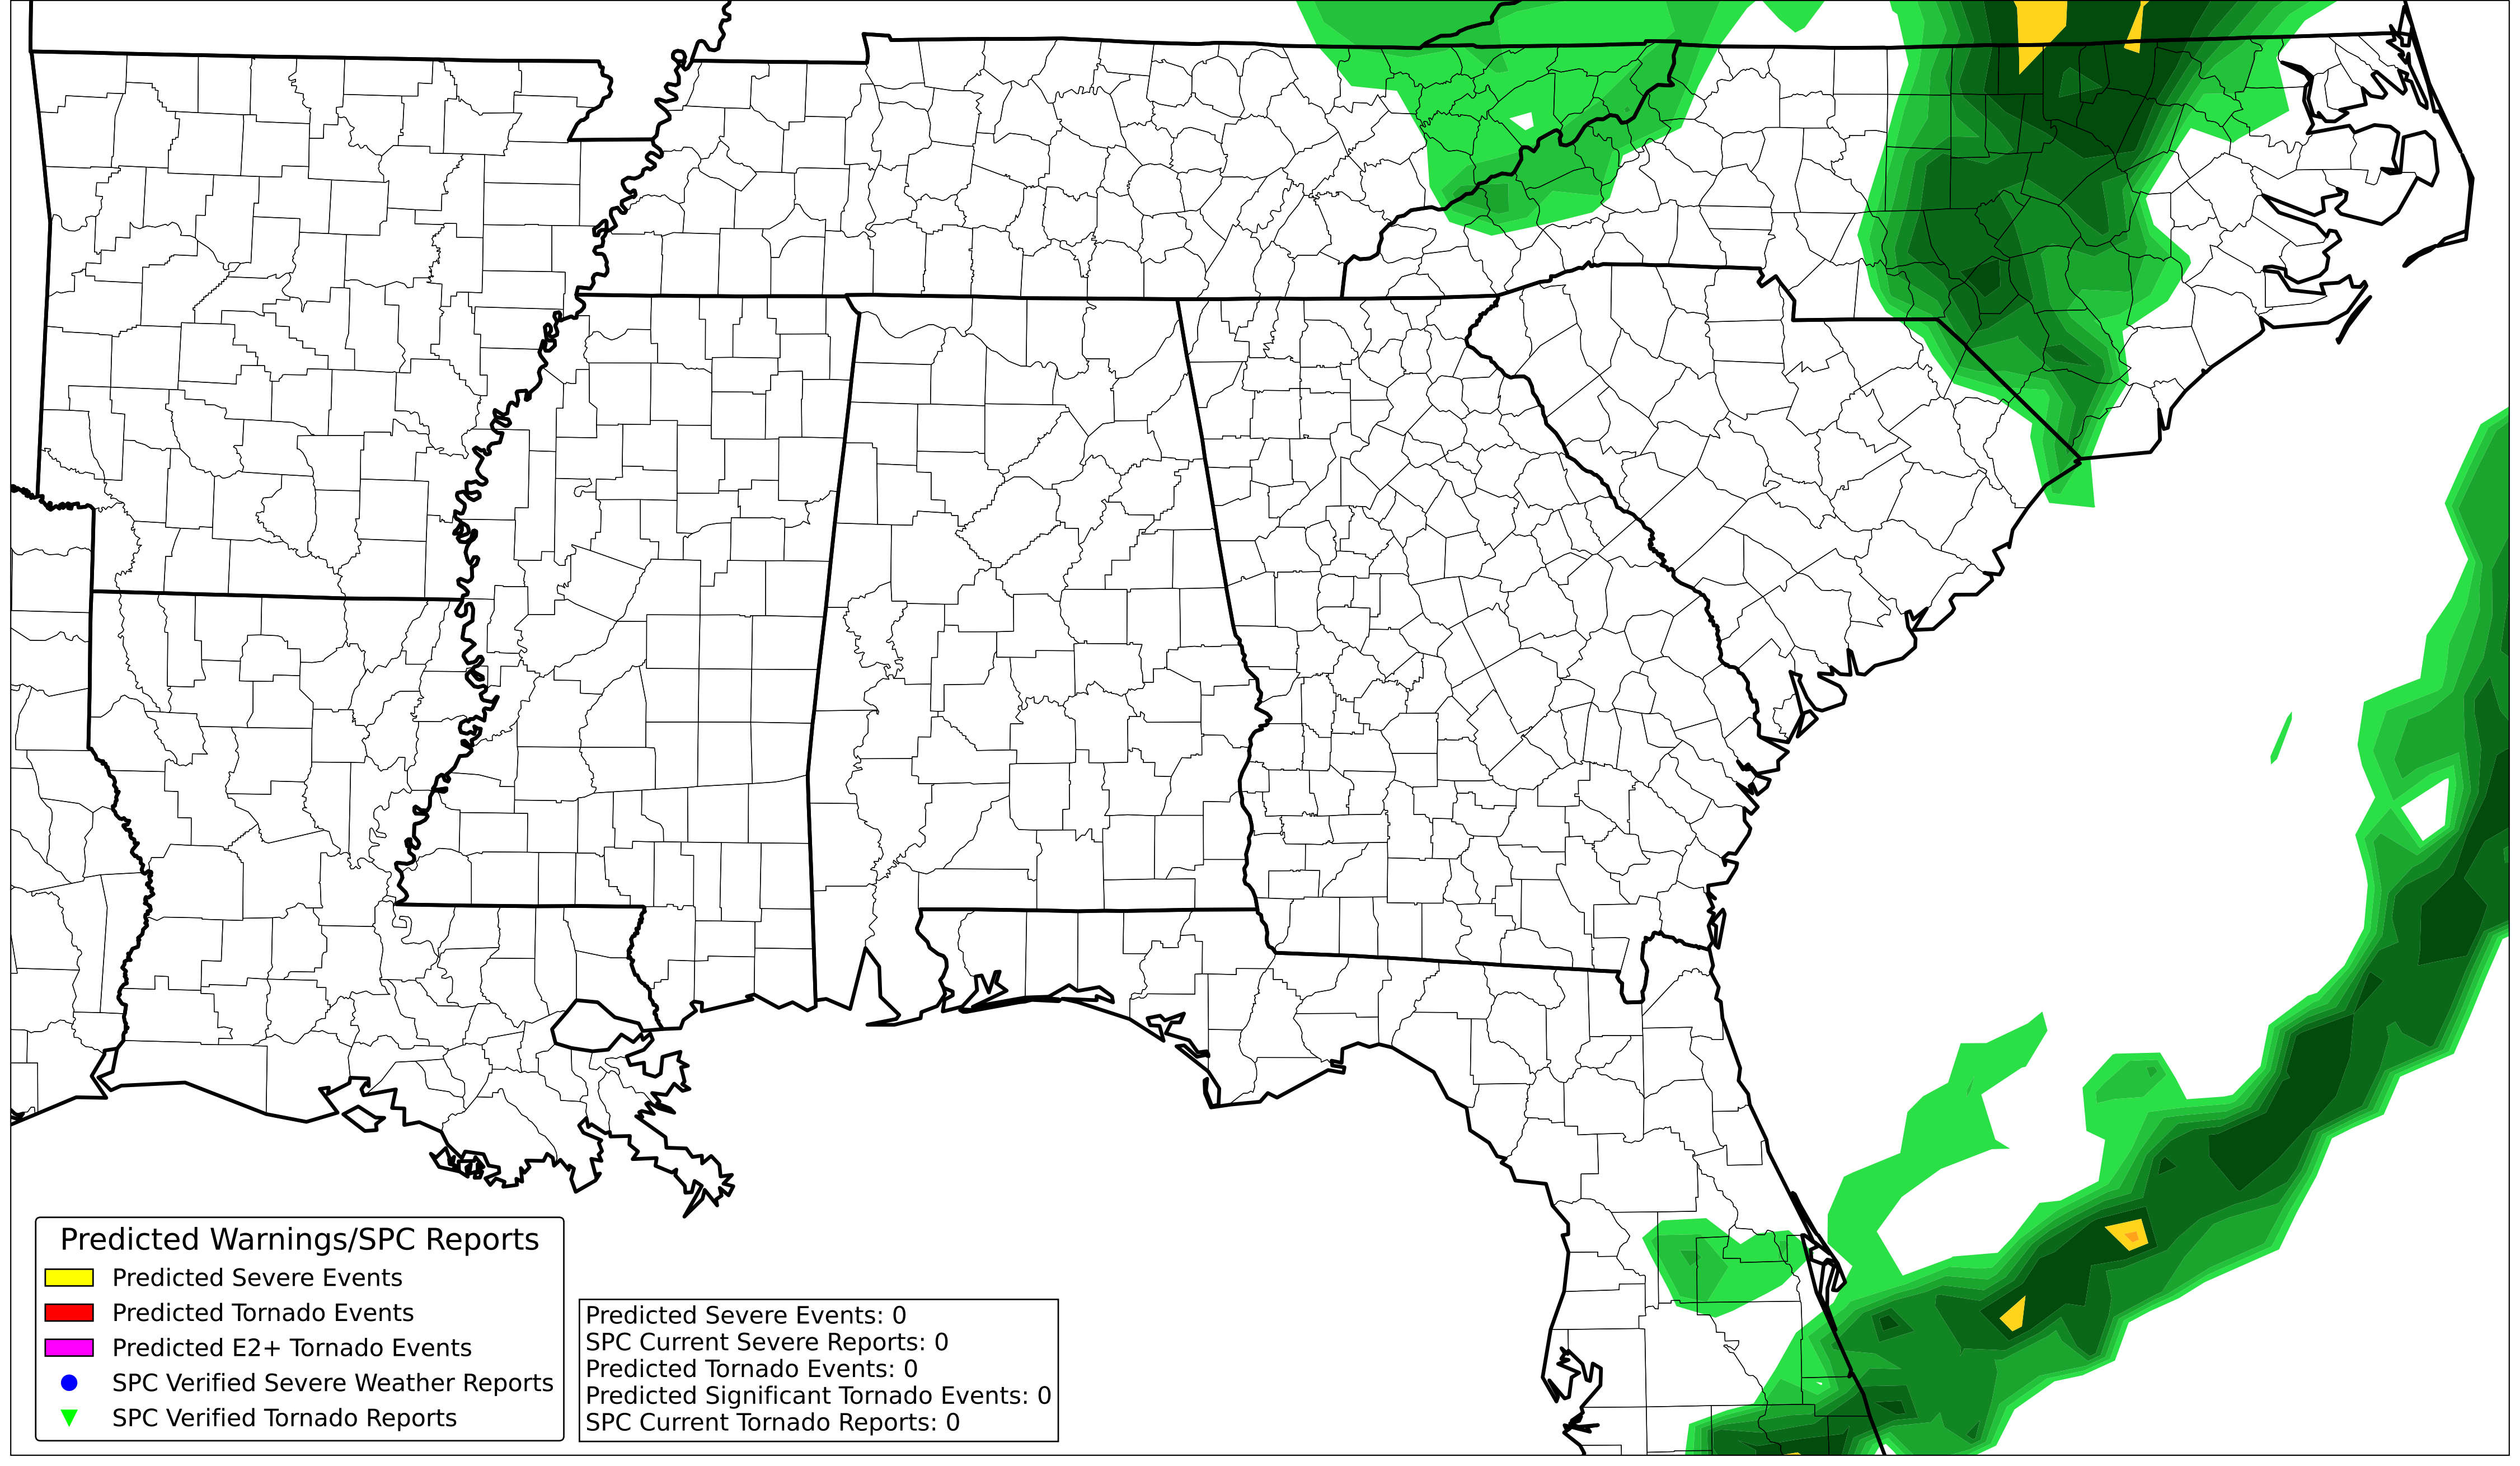 Predicted Warnings/SPC Reports
Predicted Severe Events
Predicted Tornado Events
Predicted E2+ Tornado Events
SPC Verified Severe Weather Reports
SPC Verified Tornado Reports
Predicted Severe Events: 0
SPC Current Severe Reports: 0
Predicted Tornado Events: 0
Predicted Significant Tornado Events: 0
SPC Current Tornado Reports: 0